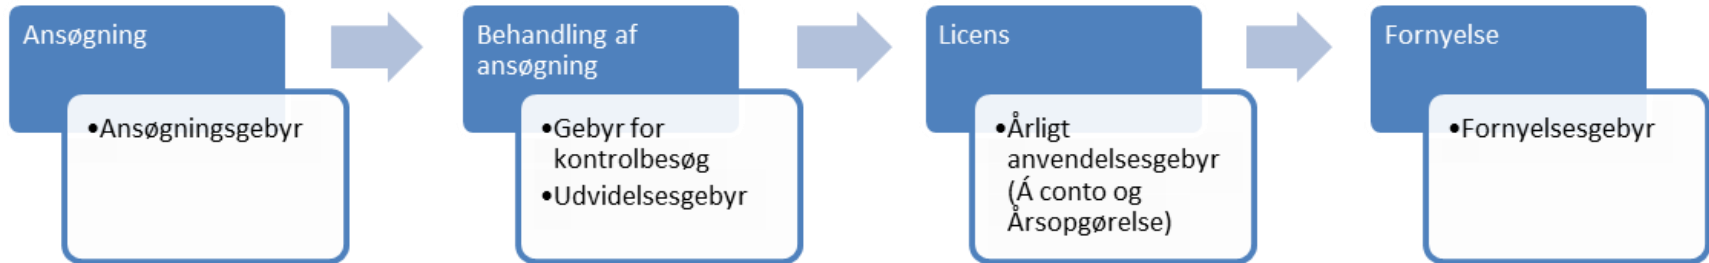 Ansøgning
•Ansøgningsgebyr
Behandling af
ansøgning
•Gebyr for
kontrolbesøg
•Udvidelsesgebyr
Licens
•Årligt
anvendelsesgebyr
(Á conto og
Årsopgørelse)
Fornyelse
•Fornyelsesgebyr